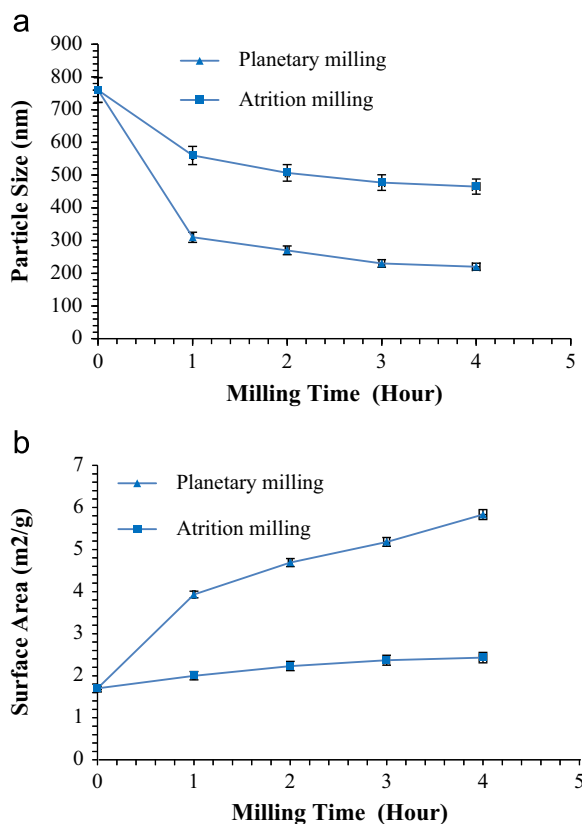 a
900
800
700
600
500
400
300
200
100
0
Particle Size (nm)
Planetary milling
Atrition milling
0 1 2 3 4 5
Milling Time (Hour)
b
7
6
5
4
3
2
1
0
Surface Area (m2/g)
Planetary milling
Atrition milling
0 1 2 3 4 5
Milling Time (Hour)